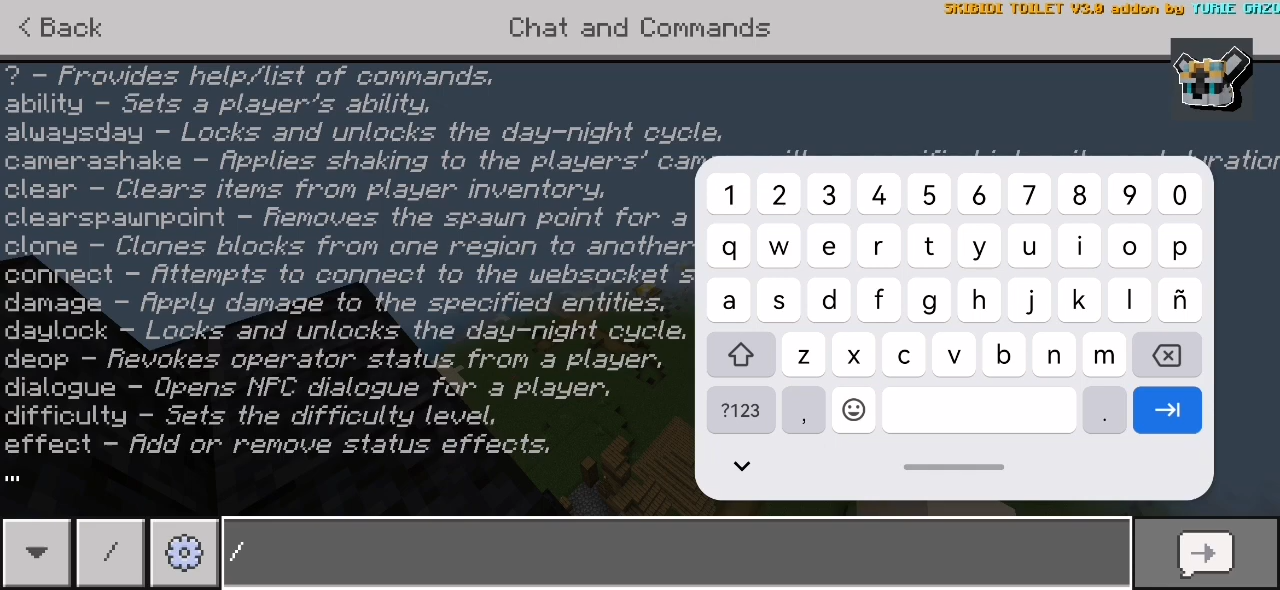 SKIBIDI TOILET V3.0 addon by YURIE
Back
Chat and Commands
? - Provides help/list of commands.
ability - Sets a player's ability.
alwaysday - Locks and unlocks the day-night cycle.
camerashake - Applies shaking to the players'
clear - Clears items from player inventory.
clearspawnpoint - Removes the spawn point for a
clone - Clones blocks from one region to another
connect - Attempts to connect to the websocket s
damage - Apply damage to the specified entities.
daylock - Locks and unlocks the day-night cycle.
deop - Revokes operator status from a player.
dialogue - Opens NPC dialogue for a player.
difficulty - Sets the difficulty level.
effect - Add or remove status effects.
...
/ /
1 2 3 4 5 6 7 8 9 0
q w e r t y u i o p
a s d f g h j k l ñ
z x c v b n m
?123 , .